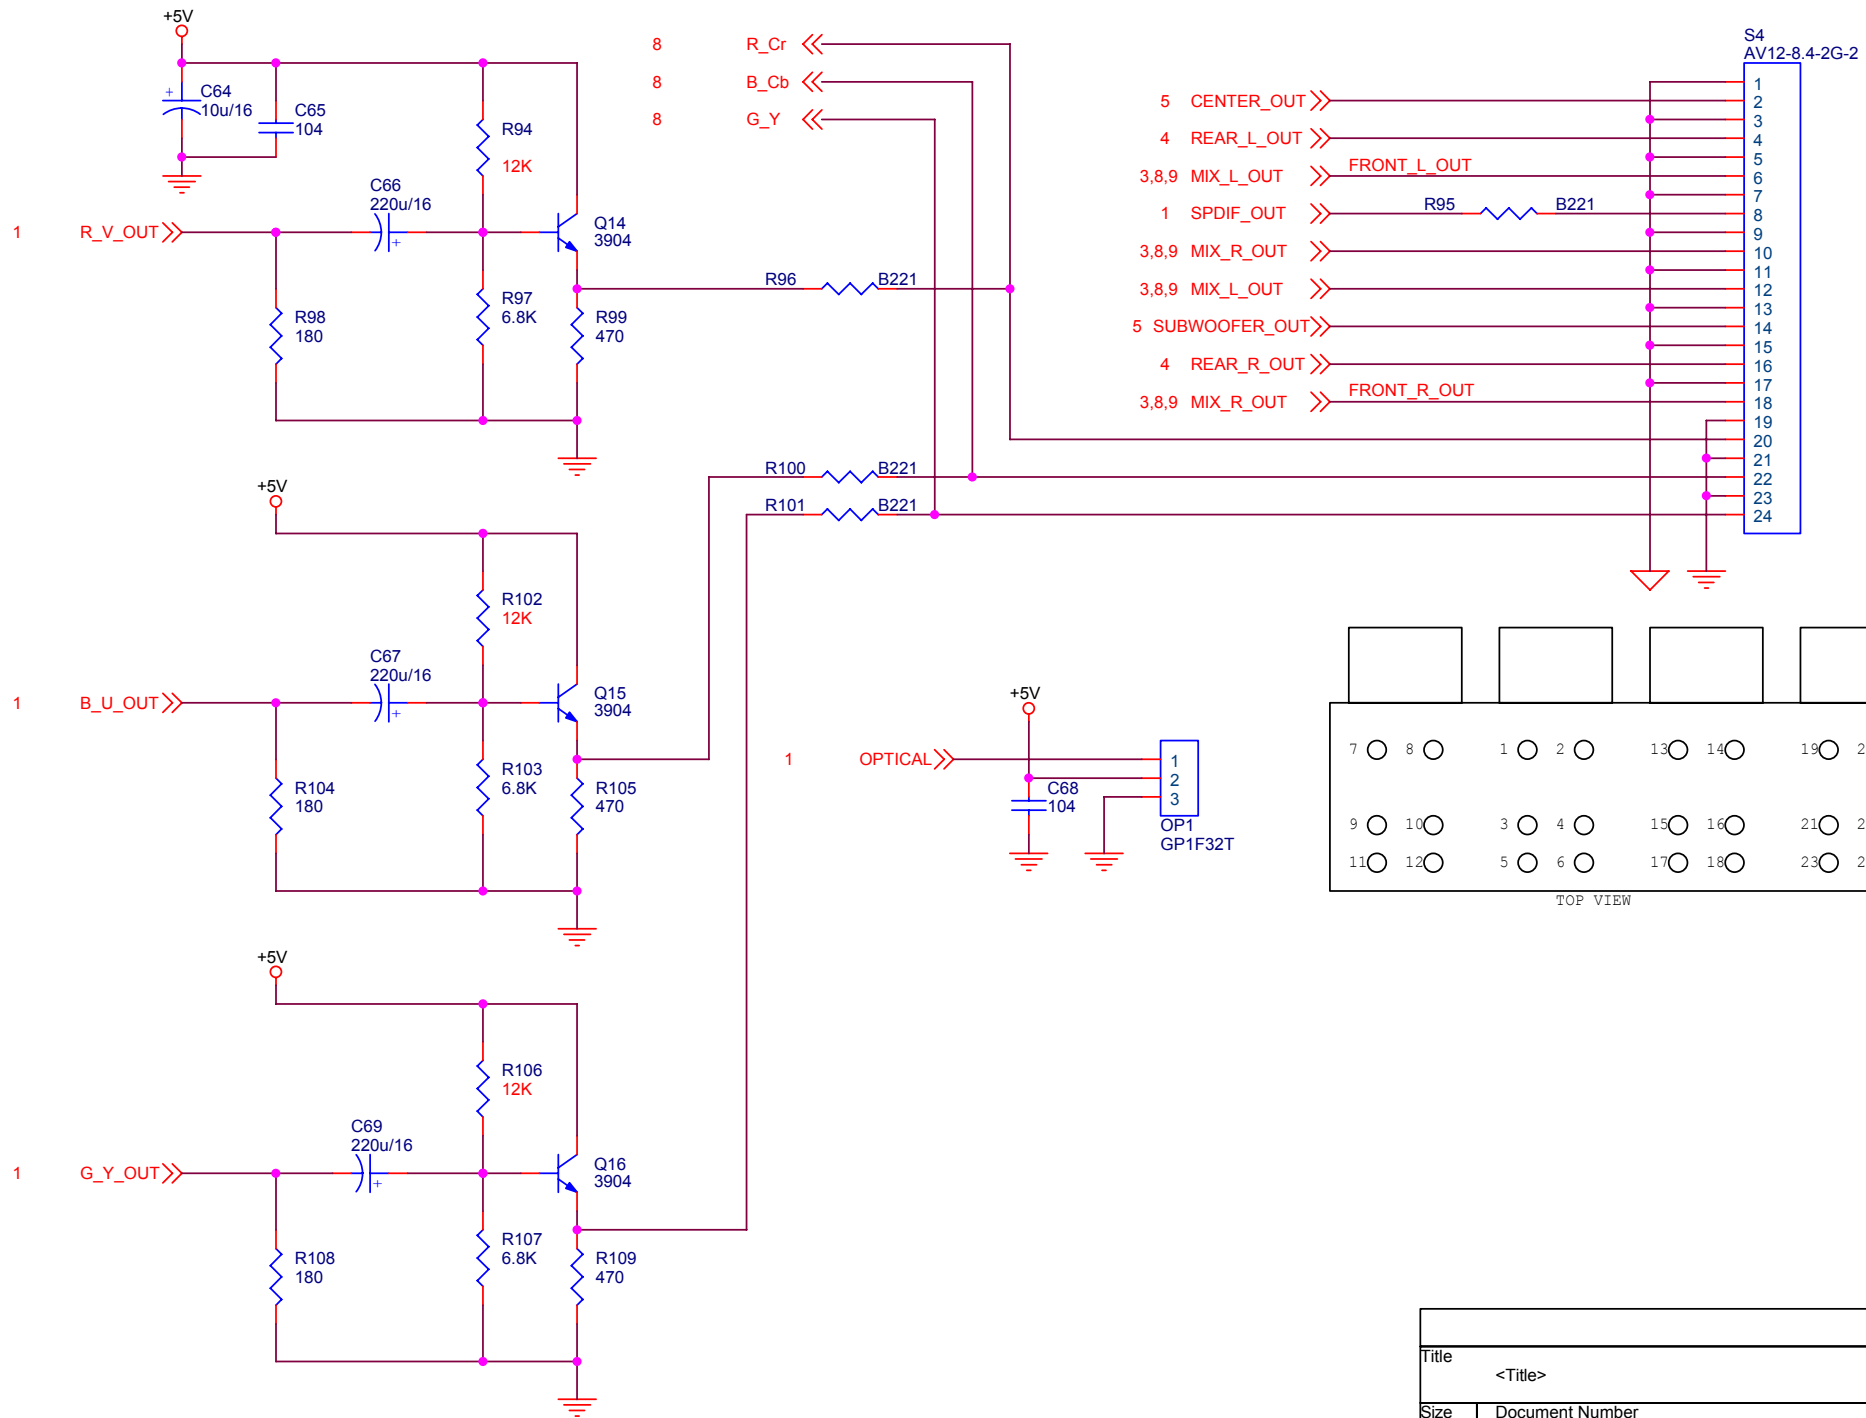 +5V
C64
10u/16
+
C65
104
R94
12K
C66
220u/16
+
Q14
3904
1 R_V_OUT
R98
180
R97
6.8K
R99
470
8 R_Cr
8 B_Cb
8 G_Y
R96 B221
R100 B221
R101 B221
S4
AV12-8.4-2G-2
5 CENTER_OUT
4 REAR_L_OUT
3,8,9 MIX_L_OUT FRONT_L_OUT
1 SPDIF_OUT R95 B221
3,8,9 MIX_R_OUT
3,8,9 MIX_L_OUT
5 SUBWOOFER_OUT
4 REAR_R_OUT
3,8,9 MIX_R_OUT FRONT_R_OUT
1
2
3
4
5
6
7
8
9
10
11
12
13
14
15
16
17
18
19
20
21
22
23
24
+5V
R102
12K
C67
220u/16
+
Q15
3904
1 B_U_OUT
R104
180
R103
6.8K
R105
470
+5V
1 OPTICAL
1
2
3
C68
104
OP1
GP1F32T
7 8 1 2 13 14 19 2
9 10 3 4 15 16 21 2
11 12 5 6 17 18 23 2
TOP VIEW
+5V
R106
12K
C69
220u/16
+
Q16
3904
1 G_Y_OUT
R108
180
R107
6.8K
R109
470
Title
<Title>
Size Document Number